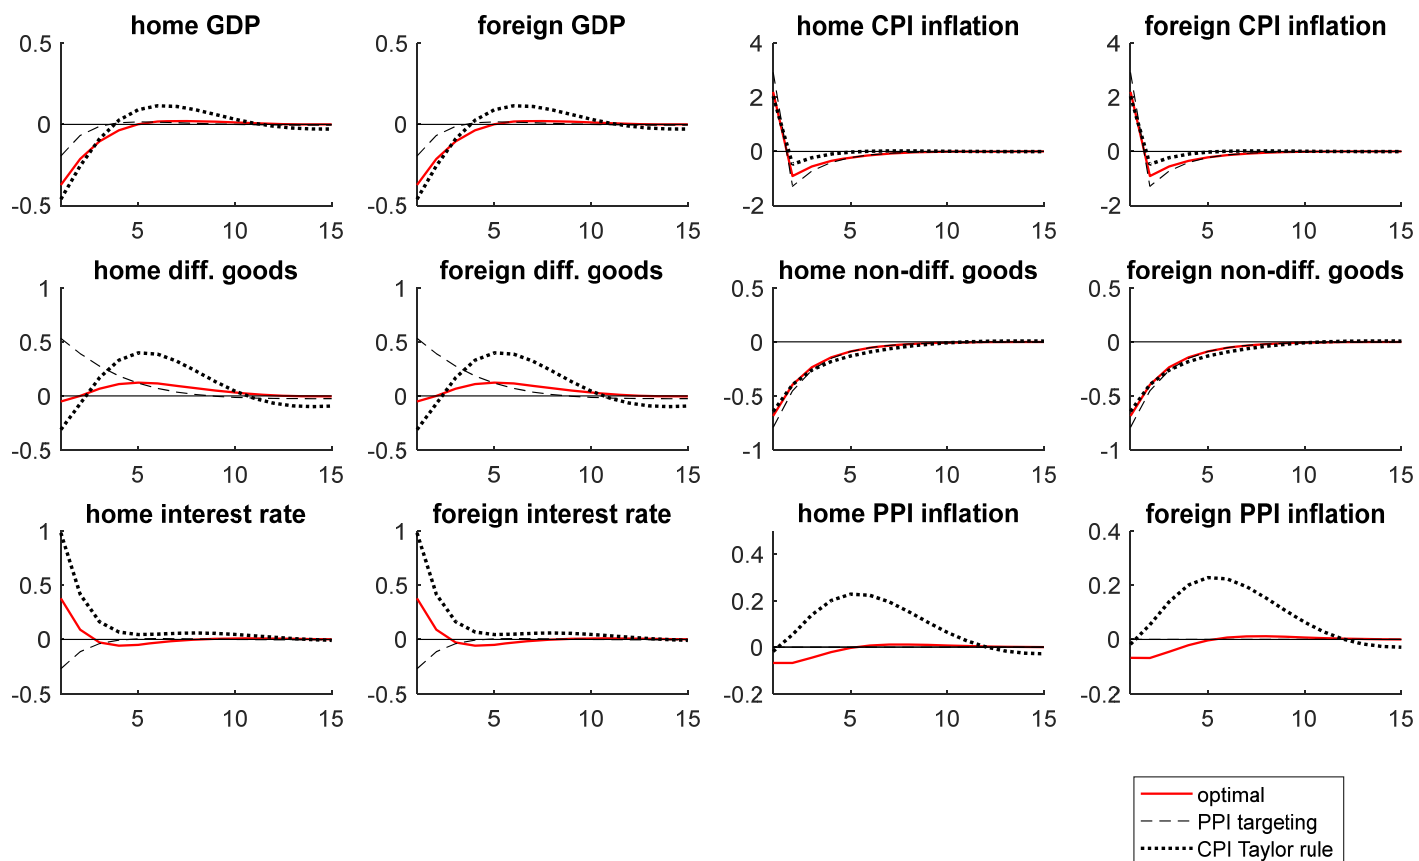 home GDP
foreign GDP
home CPI inflation
foreign CPI inflation
0.5
0
-0.5
5 10 15
0.5
0
-0.5
5 10 15
4
2
0
-2
5 10 15
4
2
0
-2
5 10 15
home diff. goods
foreign diff. goods
home non-diff. goods
foreign non-diff. goods
1
0.5
0
-0.5
5 10 15
1
0.5
0
-0.5
5 10 15
0.5
0
-0.5
-1
5 10 15
0.5
0
-0.5
-1
5 10 15
home interest rate
foreign interest rate
home PPI inflation
foreign PPI inflation
1
0.5
0
-0.5
5 10 15
1
0.5
0
-0.5
5 10 15
0.4
0.2
0
-0.2
5 10 15
0.4
0.2
0
-0.2
5 10 15
optimal
PPI targeting
CPI Taylor rule